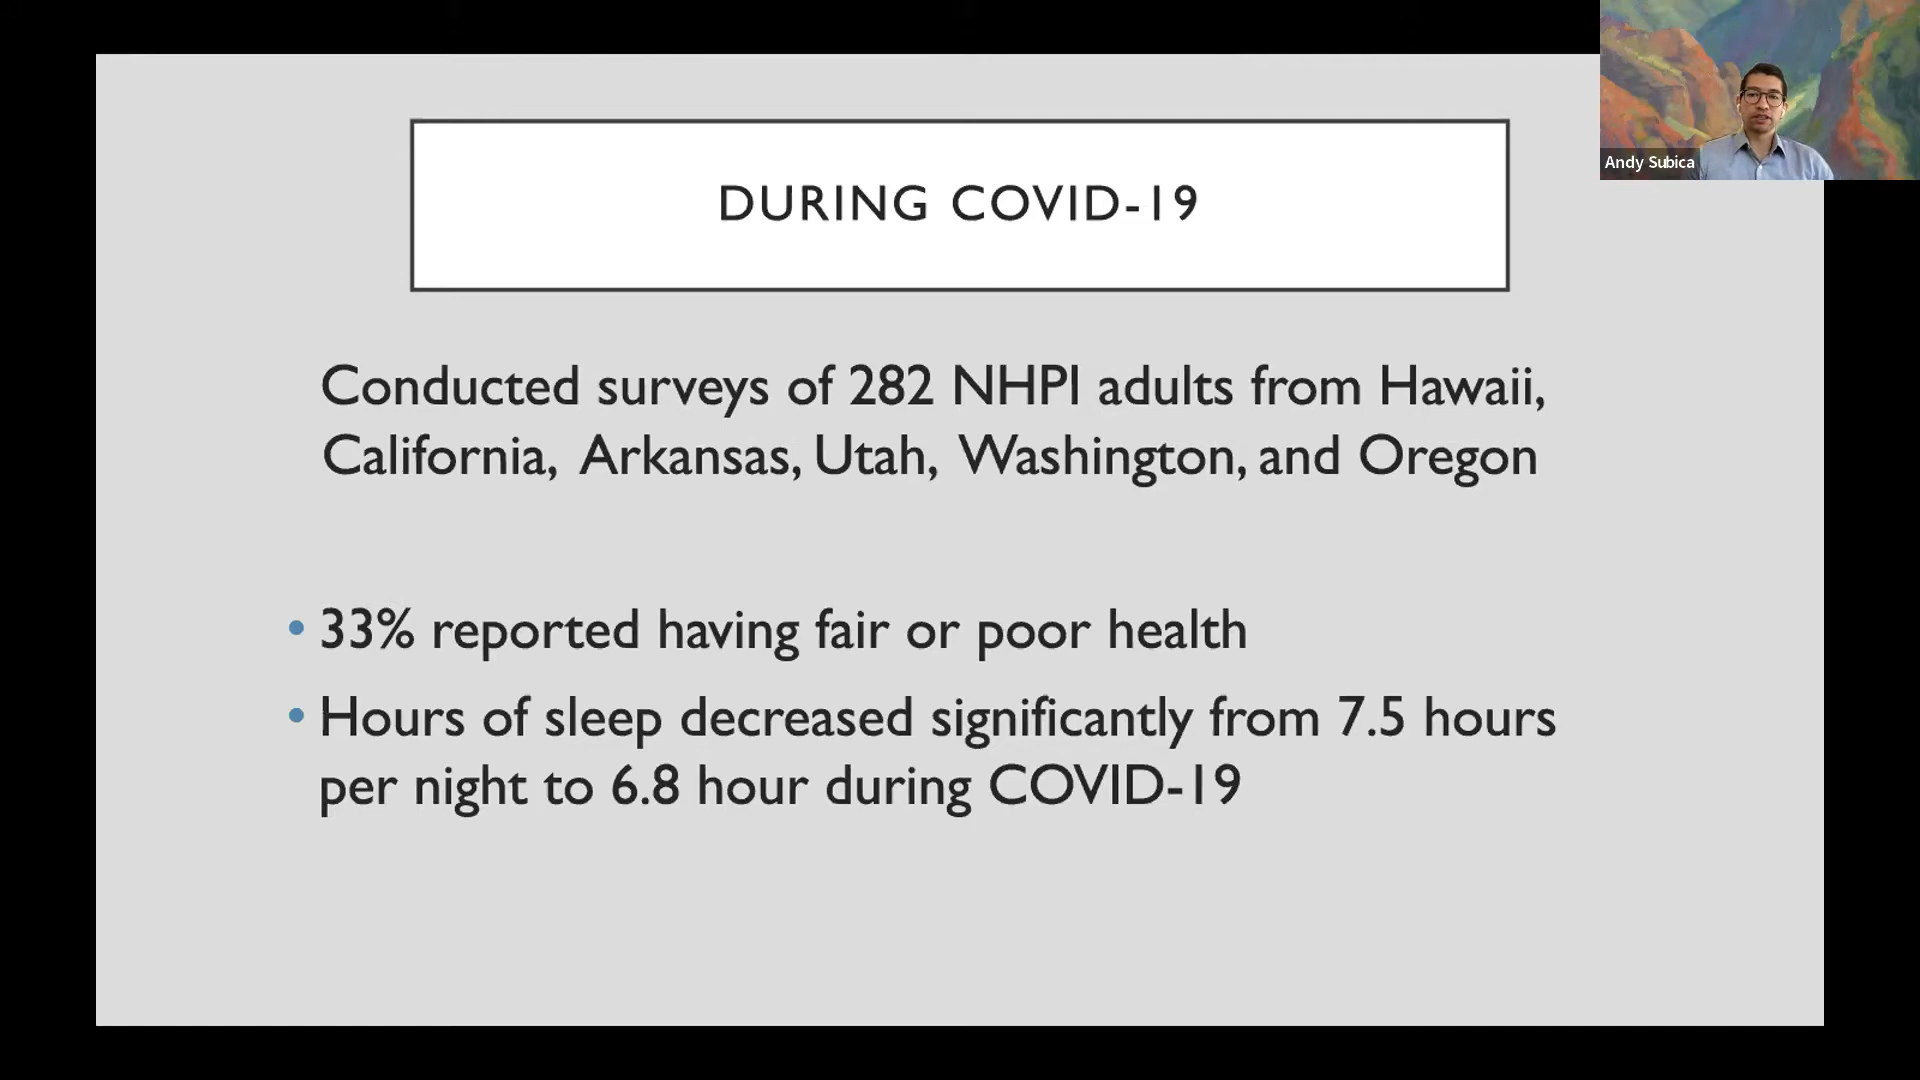 Andy Subica
DURING COVID-19
Conducted surveys of 282 NHPI adults from Hawaii,
California, Arkansas, Utah, Washington, and Oregon
• 33% reported having fair or poor health
• Hours of sleep decreased significantly from 7.5 hours
per night to 6.8 hour during COVID-19